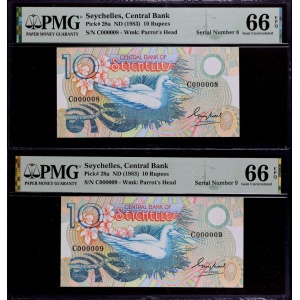 PMG
PAPER MONEY GUARANTY
Seychelles, Central Bank
Pick# 28a ND (1983) 10 Rupees
S/N C000008 - Wmk: Parrot's Head
Serial Number 8
66 EPQ
Gem Uncirculated
10
CENTRAL BANK OF
SEYCHELLES
C000008
C000008
PMG
PAPER MONEY GUARANTY
Seychelles, Central Bank
Pick# 28a ND (1983) 10 Rupees
S/N C000009 - Wmk: Parrot's Head
Serial Number 9
66 EPQ
Gem Uncirculated
10
CENTRAL BANK OF
SEYCHELLES
C000009
C000009